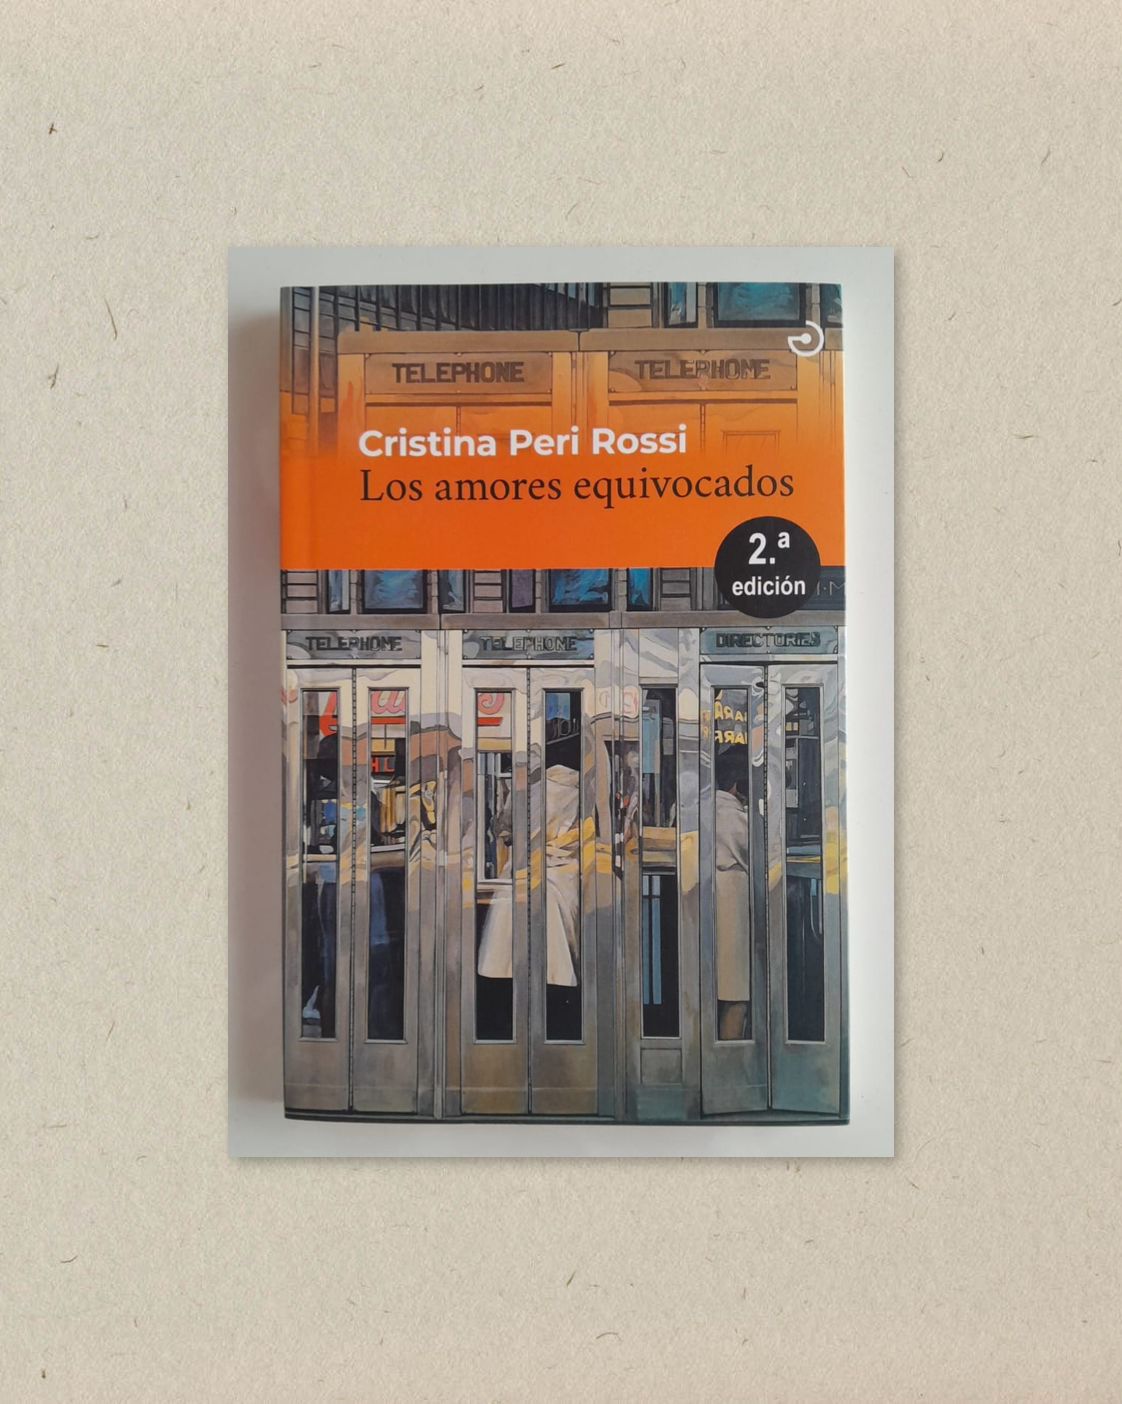 TELEPHONE TELEPHONE
Cristina Peri Rossi
Los amores equivocados
2.ª
edición
TELEPHONE TELEPHONE DIRECTORIES